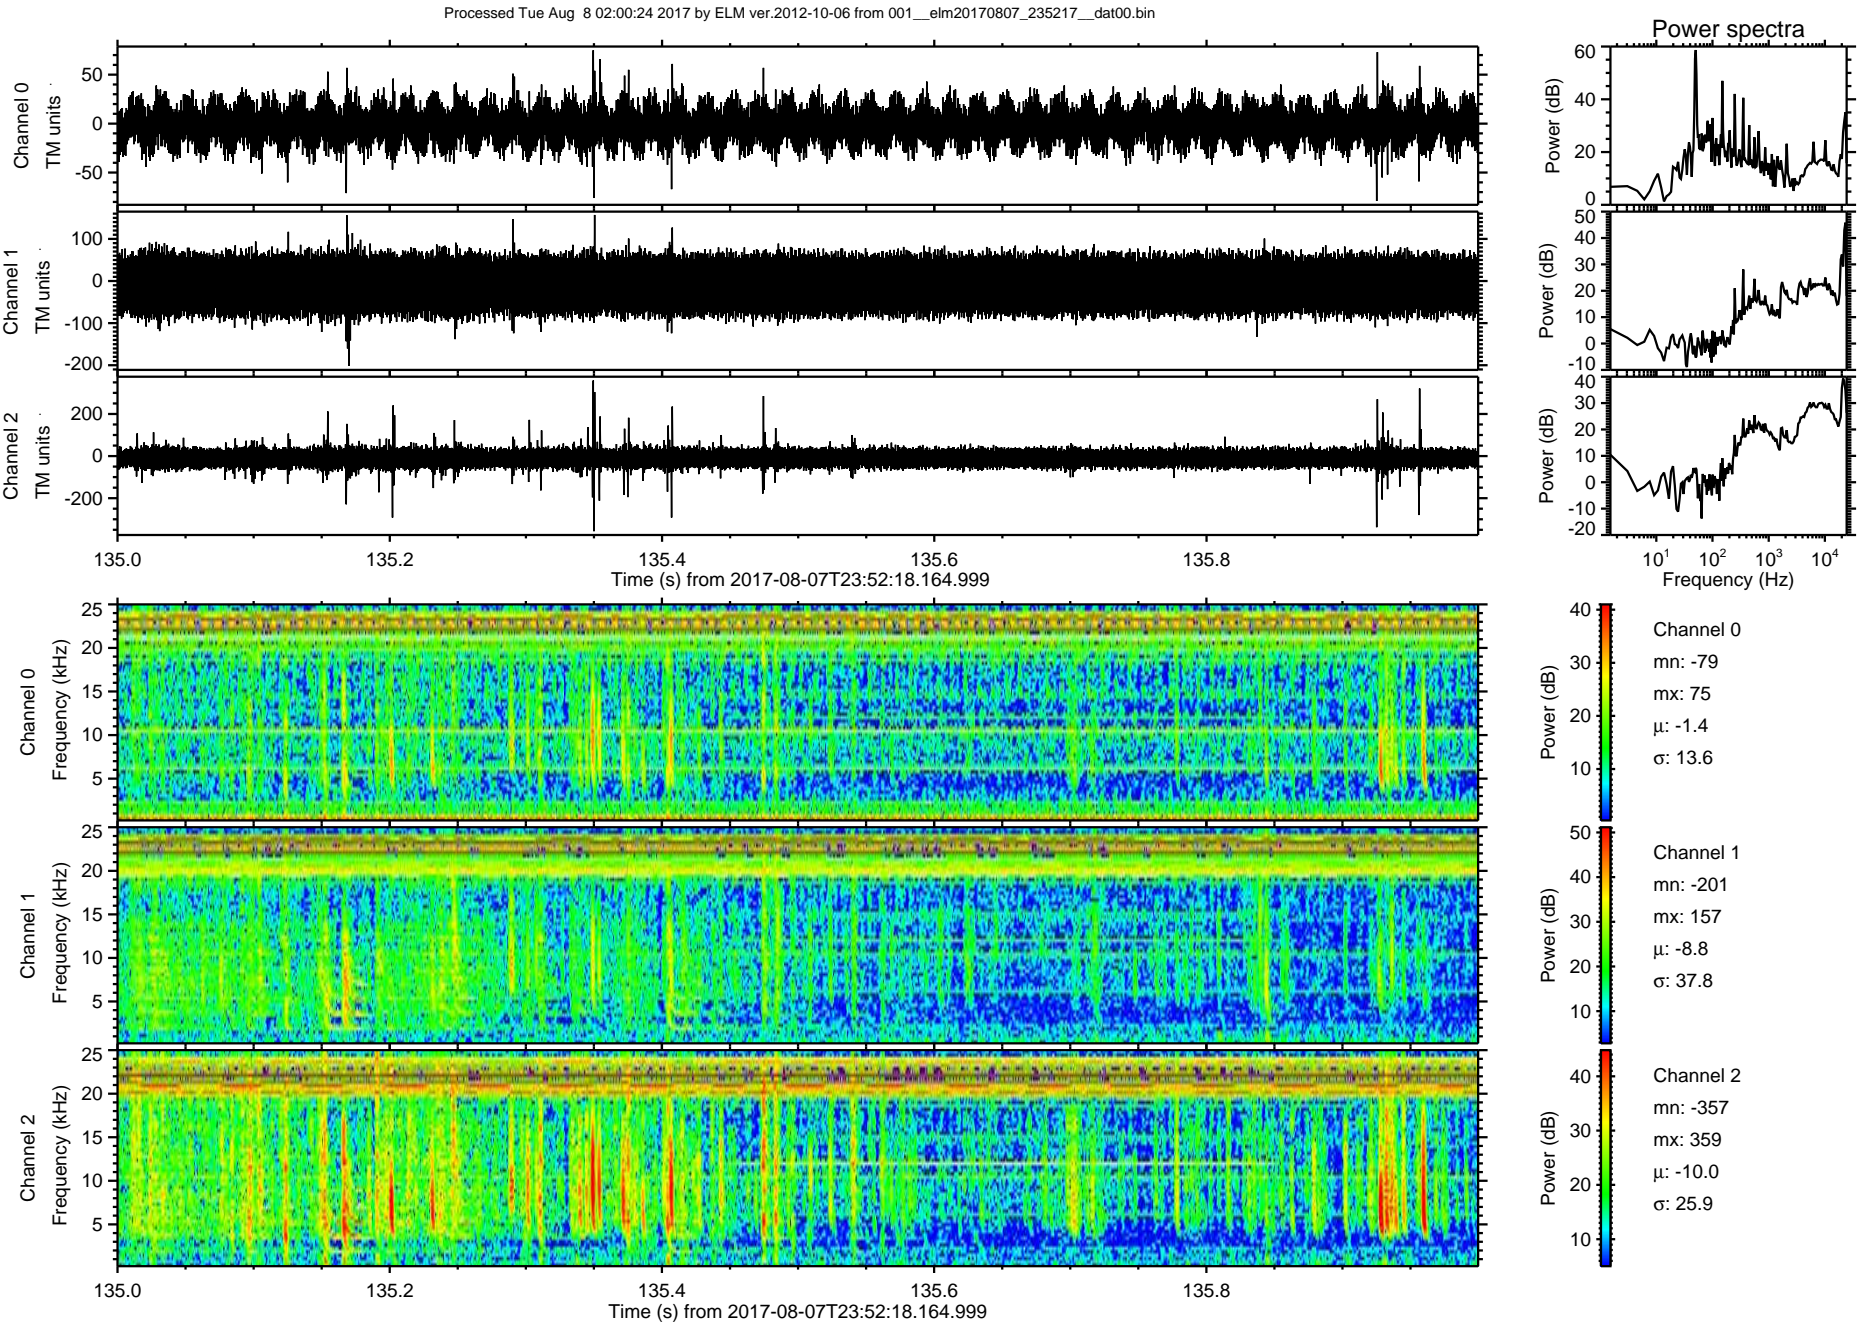 Processed Tue Aug  8 02:00:24 2017 by ELM ver.2012-10-06 from 001__elm20170807_235217__dat00.bin
Power spectra
Channel 0
TM units
50
0
-50
Power (dB)
60
40
20
0
Channel 1
TM units
100
0
-100
-200
Power (dB)
50
40
30
20
10
0
-10
Channel 2
TM units
200
0
-200
Power (dB)
40
30
20
10
0
-10
-20
135.0 135.2 135.4 135.6 135.8
Time (s) from 2017-08-07T23:52:18.164.999
10^1 10^2 10^3 10^4
Frequency (Hz)
Channel 0
Frequency (kHz)
25
20
15
10
5
Power (dB)
40
30
20
10
Channel 0
mn: -79
mx: 75
μ: -1.4
σ: 13.6
Channel 1
Frequency (kHz)
25
20
15
10
5
Power (dB)
50
40
30
20
10
Channel 1
mn: -201
mx: 157
μ: -8.8
σ: 37.8
Channel 2
Frequency (kHz)
25
20
15
10
5
Power (dB)
40
30
20
10
Channel 2
mn: -357
mx: 359
μ: -10.0
σ: 25.9
135.0 135.2 135.4 135.6 135.8
Time (s) from 2017-08-07T23:52:18.164.999